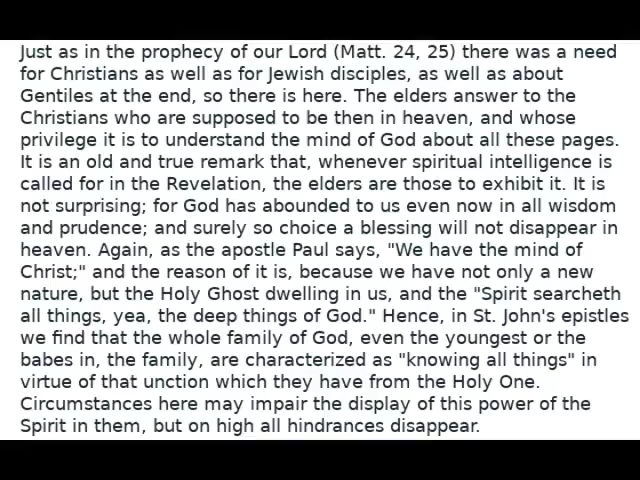 Just as in the prophecy of our Lord (Matt. 24, 25) there was a need
for Christians as well as for Jewish disciples, as well as about
Gentiles at the end, so there is here. The elders answer to the
Christians who are supposed to be then in heaven, and whose
privilege it is to understand the mind of God about all these pages.
It is an old and true remark that, whenever spiritual intelligence is
called for in the Revelation, the elders are those to exhibit it. It is
not surprising; for God has abounded to us even now in all wisdom
and prudence; and surely so choice a blessing will not disappear in
heaven. Again, as the apostle Paul says, "We have the mind of
Christ;" and the reason of it is, because we have not only a new
nature, but the Holy Ghost dwelling in us, and the "Spirit searcheth
all things, yea, the deep things of God." Hence, in St. John's epistles
we find that the whole family of God, even the youngest or the
babes in, the family, are characterized as "knowing all things" in
virtue of that unction which they have from the Holy One.
Circumstances here may impair the display of this power of the
Spirit in them, but on high all hindrances disappear.